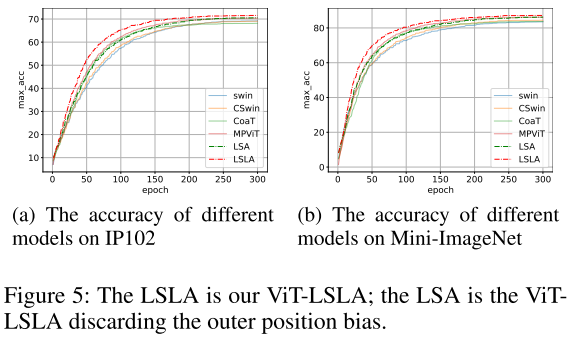 70
60
50
40
30
20
10
max_acc
swin
CSwin
CoaT
MPViT
LSA
LSLA
0 50 100 150 200 250 300
epoch
80
60
40
20
0
max_acc
swin
CSwin
CoaT
MPViT
LSA
LSLA
0 50 100 150 200 250 300
epoch
(a) The accuracy of different
models on IP102
(b) The accuracy of different
models on Mini-ImageNet
Figure 5: The LSLA is our ViT-LSLA; the LSA is the ViT-
LSLA discarding the outer position bias.